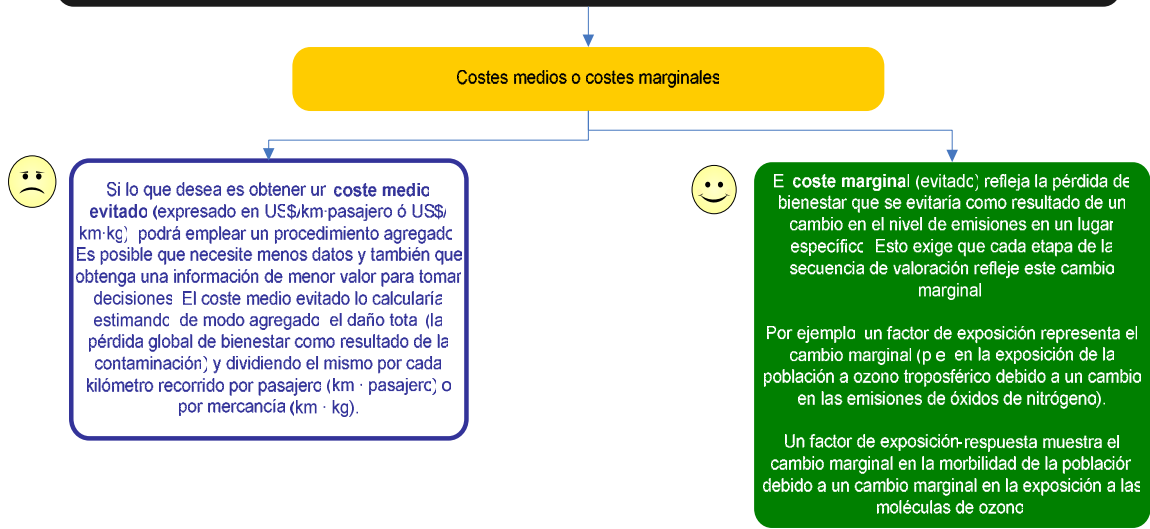 Costes medios o costes marginales
Si lo que desea es obtener un coste medio
evitado (expresado en US$/km·pasajero ó US$/
km·kg) podrá emplear un procedimiento agregado
Es posible que necesite menos datos y también que
obtenga una información de menor valor para tomar
decisiones El coste medio evitado lo calcularía
estimando de modo agregado el daño total (la
pérdida global de bienestar como resultado de la
contaminación) y dividiendo el mismo por cada
kilómetro recorrido por pasajero (km · pasajero) o
por mercancía (km · kg).
El coste marginal (evitado) refleja la pérdida de
bienestar que se evitaría como resultado de un
cambio en el nivel de emisiones en un lugar
específico Esto exige que cada etapa de la
secuencia de valoración refleje este cambio
marginal
Por ejemplo un factor de exposición representa el
cambio marginal (p e en la exposición de la
población a ozono troposférico debido a un cambio
en las emisiones de óxidos de nitrógeno).
Un factor de exposición-respuesta muestra el
cambio marginal en la morbilidad de la población
debido a un cambio marginal en la exposición a las
moléculas de ozono